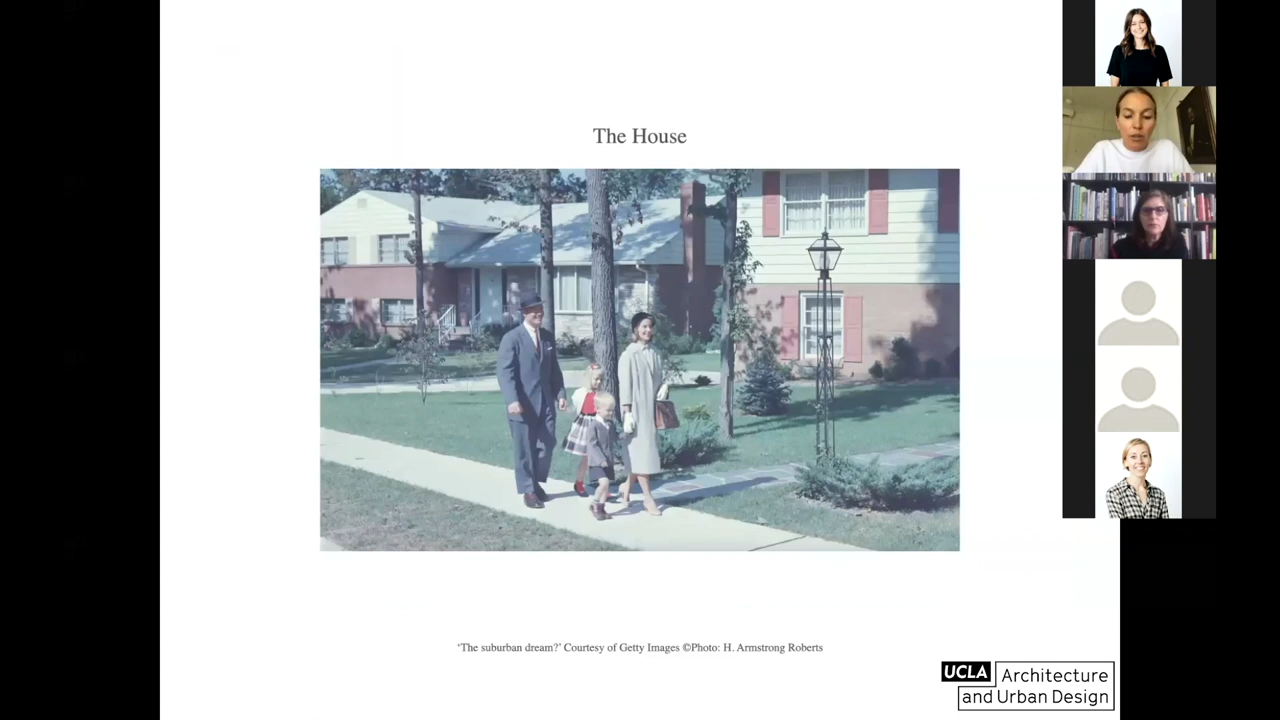 The House
‘The suburban dream?’ Courtesy of Getty Images ©Photo: H. Armstrong Roberts
UCLA Architecture
and Urban Design